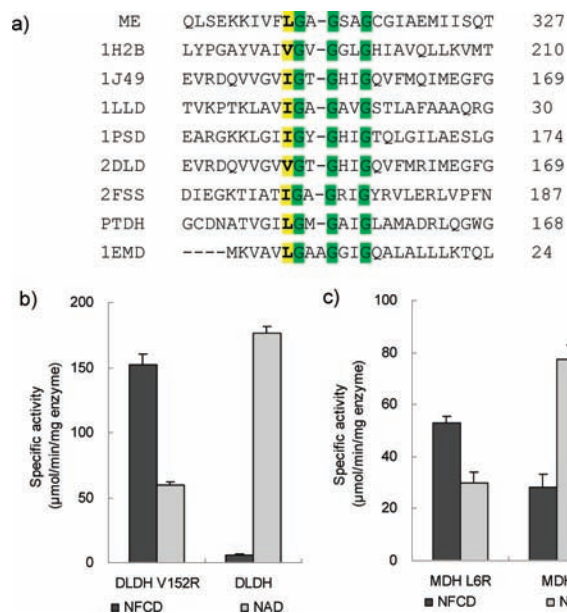 a)
ME QLSEKKIVFLGA-GSAGCGIAEMIISQT 327
1H2B LYPGAYVAIVGV-GGLGHIAVQLLKVMT 210
1J49 EVRDQVVGVIGT-GHIGQVFMQIMEGFG 169
1LLD TVKPTKLAVIGA-GAVGSTLAFAAAQRG 30
1PSD EARGKKLGIIGY-GHIGTQLGILAESLG 174
2DLD EVRDQVVGVVGT-GHIGQVFMRIMEGFG 169
2FSS DIEGKTIATIGA-GRIGYRVLERLVPFN 187
PTDH GCDNATVGILGM-GAIGLAMADRLQGWG 168
1EMD ----MKVAVLGAAGGIGQALALLLKTQL 24
b)
Specific activity
(µmol/min/mg enzyme)
200
150
100
50
0
DLDH V152R DLDH
NFCD NAD
c)
Specific activity
(µmol/min/mg enzyme)
100
80
60
40
20
0
MDH L6R MDH
NFCD